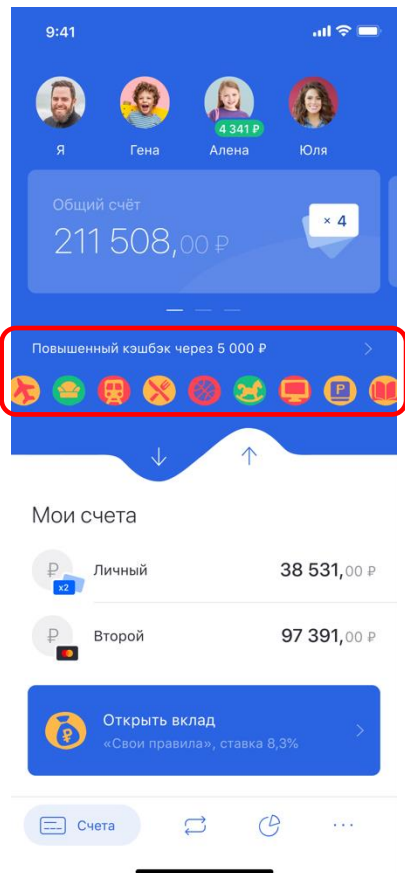 9:41
4 341 ₽
Я Гена Алена Юля
Общий счёт
211 508,00 ₽
× 4
Повышенный кэшбэк через 5 000 ₽
P
Мои счета
₽
x2
Личный 38 531,00 ₽
₽
Второй 97 391,00 ₽
₽
Открыть вклад
«Свои правила», ставка 8,3%
Счета